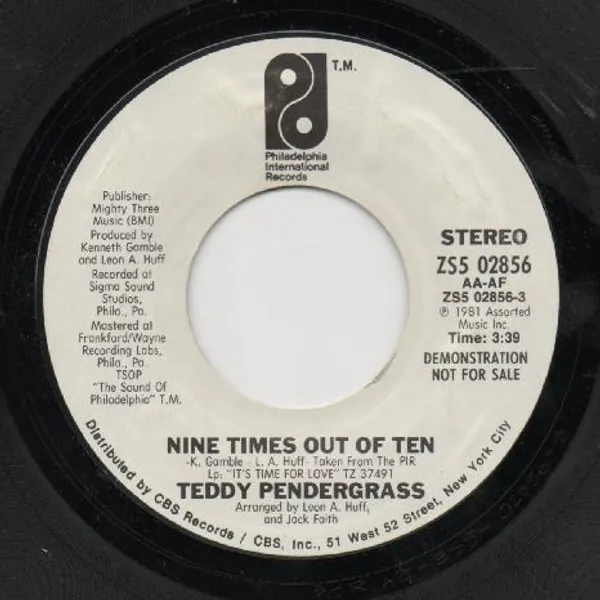 T.M.
Philadelphia
International
Records
Publisher:
Mighty Three
Music (BMI)
Produced by
Kenneth Gamble
and Leon A. Huff
Recorded at
Sigma Sound
Studios,
Phila., Pa.
Mastered at
Frankford/Wayne
Recording Labs,
Phila., Pa.
TSOP
"The Sound Of
Philadelphia" T.M.
STEREO
ZS5 02856
AA-AF
ZS5 02856-3
℗ 1981 Assorted
Music Inc.
Time: 3:39
DEMONSTRATION
NOT FOR SALE
NINE TIMES OUT OF TEN
-K. Gamble - L. A. Huff- Taken From The PIR
Lp: "IT'S TIME FOR LOVE" TZ 37491
TEDDY PENDERGRASS
Arranged by Leon A. Huff,
and Jack Faith
Distributed by CBS Records / CBS, Inc., 51 West 52 Street, New York City